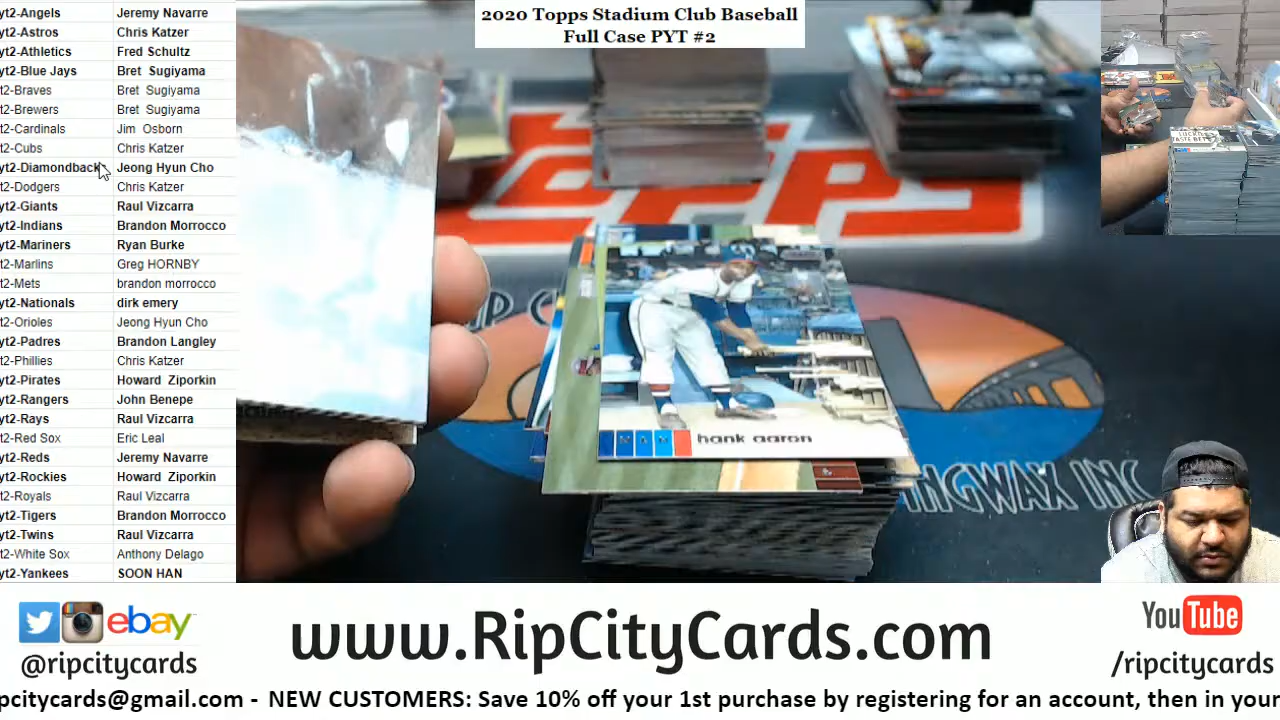 2020 Topps Stadium Club Baseball
Full Case PYT #2
yt2-Angels Jeremy Navarre
yt2-Astros Chris Katzer
yt2-Athletics Fred Schultz
yt2-Blue Jays Bret Sugiyama
t2-Braves Bret Sugiyama
t2-Brewers Bret Sugiyama
t2-Cardinals Jim Osborn
t2-Cubs Chris Katzer
yt2-Diamondback Jeong Hyun Cho
t2-Dodgers Chris Katzer
yt2-Giants Raul Vizcarra
yt2-Indians Brandon Morrocco
yt2-Mariners Ryan Burke
t2-Marlins Greg HORNBY
t2-Mets brandon morrocco
yt2-Nationals dirk emery
t2-Orioles Jeong Hyun Cho
yt2-Padres Brandon Langley
t2-Phillies Chris Katzer
yt2-Pirates Howard Ziporkin
yt2-Rangers John Benepe
yt2-Rays Raul Vizcarra
t2-Red Sox Eric Leal
yt2-Reds Jeremy Navarre
yt2-Rockies Howard Ziporkin
t2-Royals Raul Vizcarra
yt2-Tigers Brandon Morrocco
yt2-Twins Raul Vizcarra
t2-White Sox Anthony Delago
yt2-Yankees SOON HAN
hank aaron
INGWAX INC
ebay
@ripcitycards
www.RipCityCards.com
YouTube
/ripcitycards
pcitycards@gmail.com - NEW CUSTOMERS: Save 10% off your 1st purchase by registering for an account, then in your